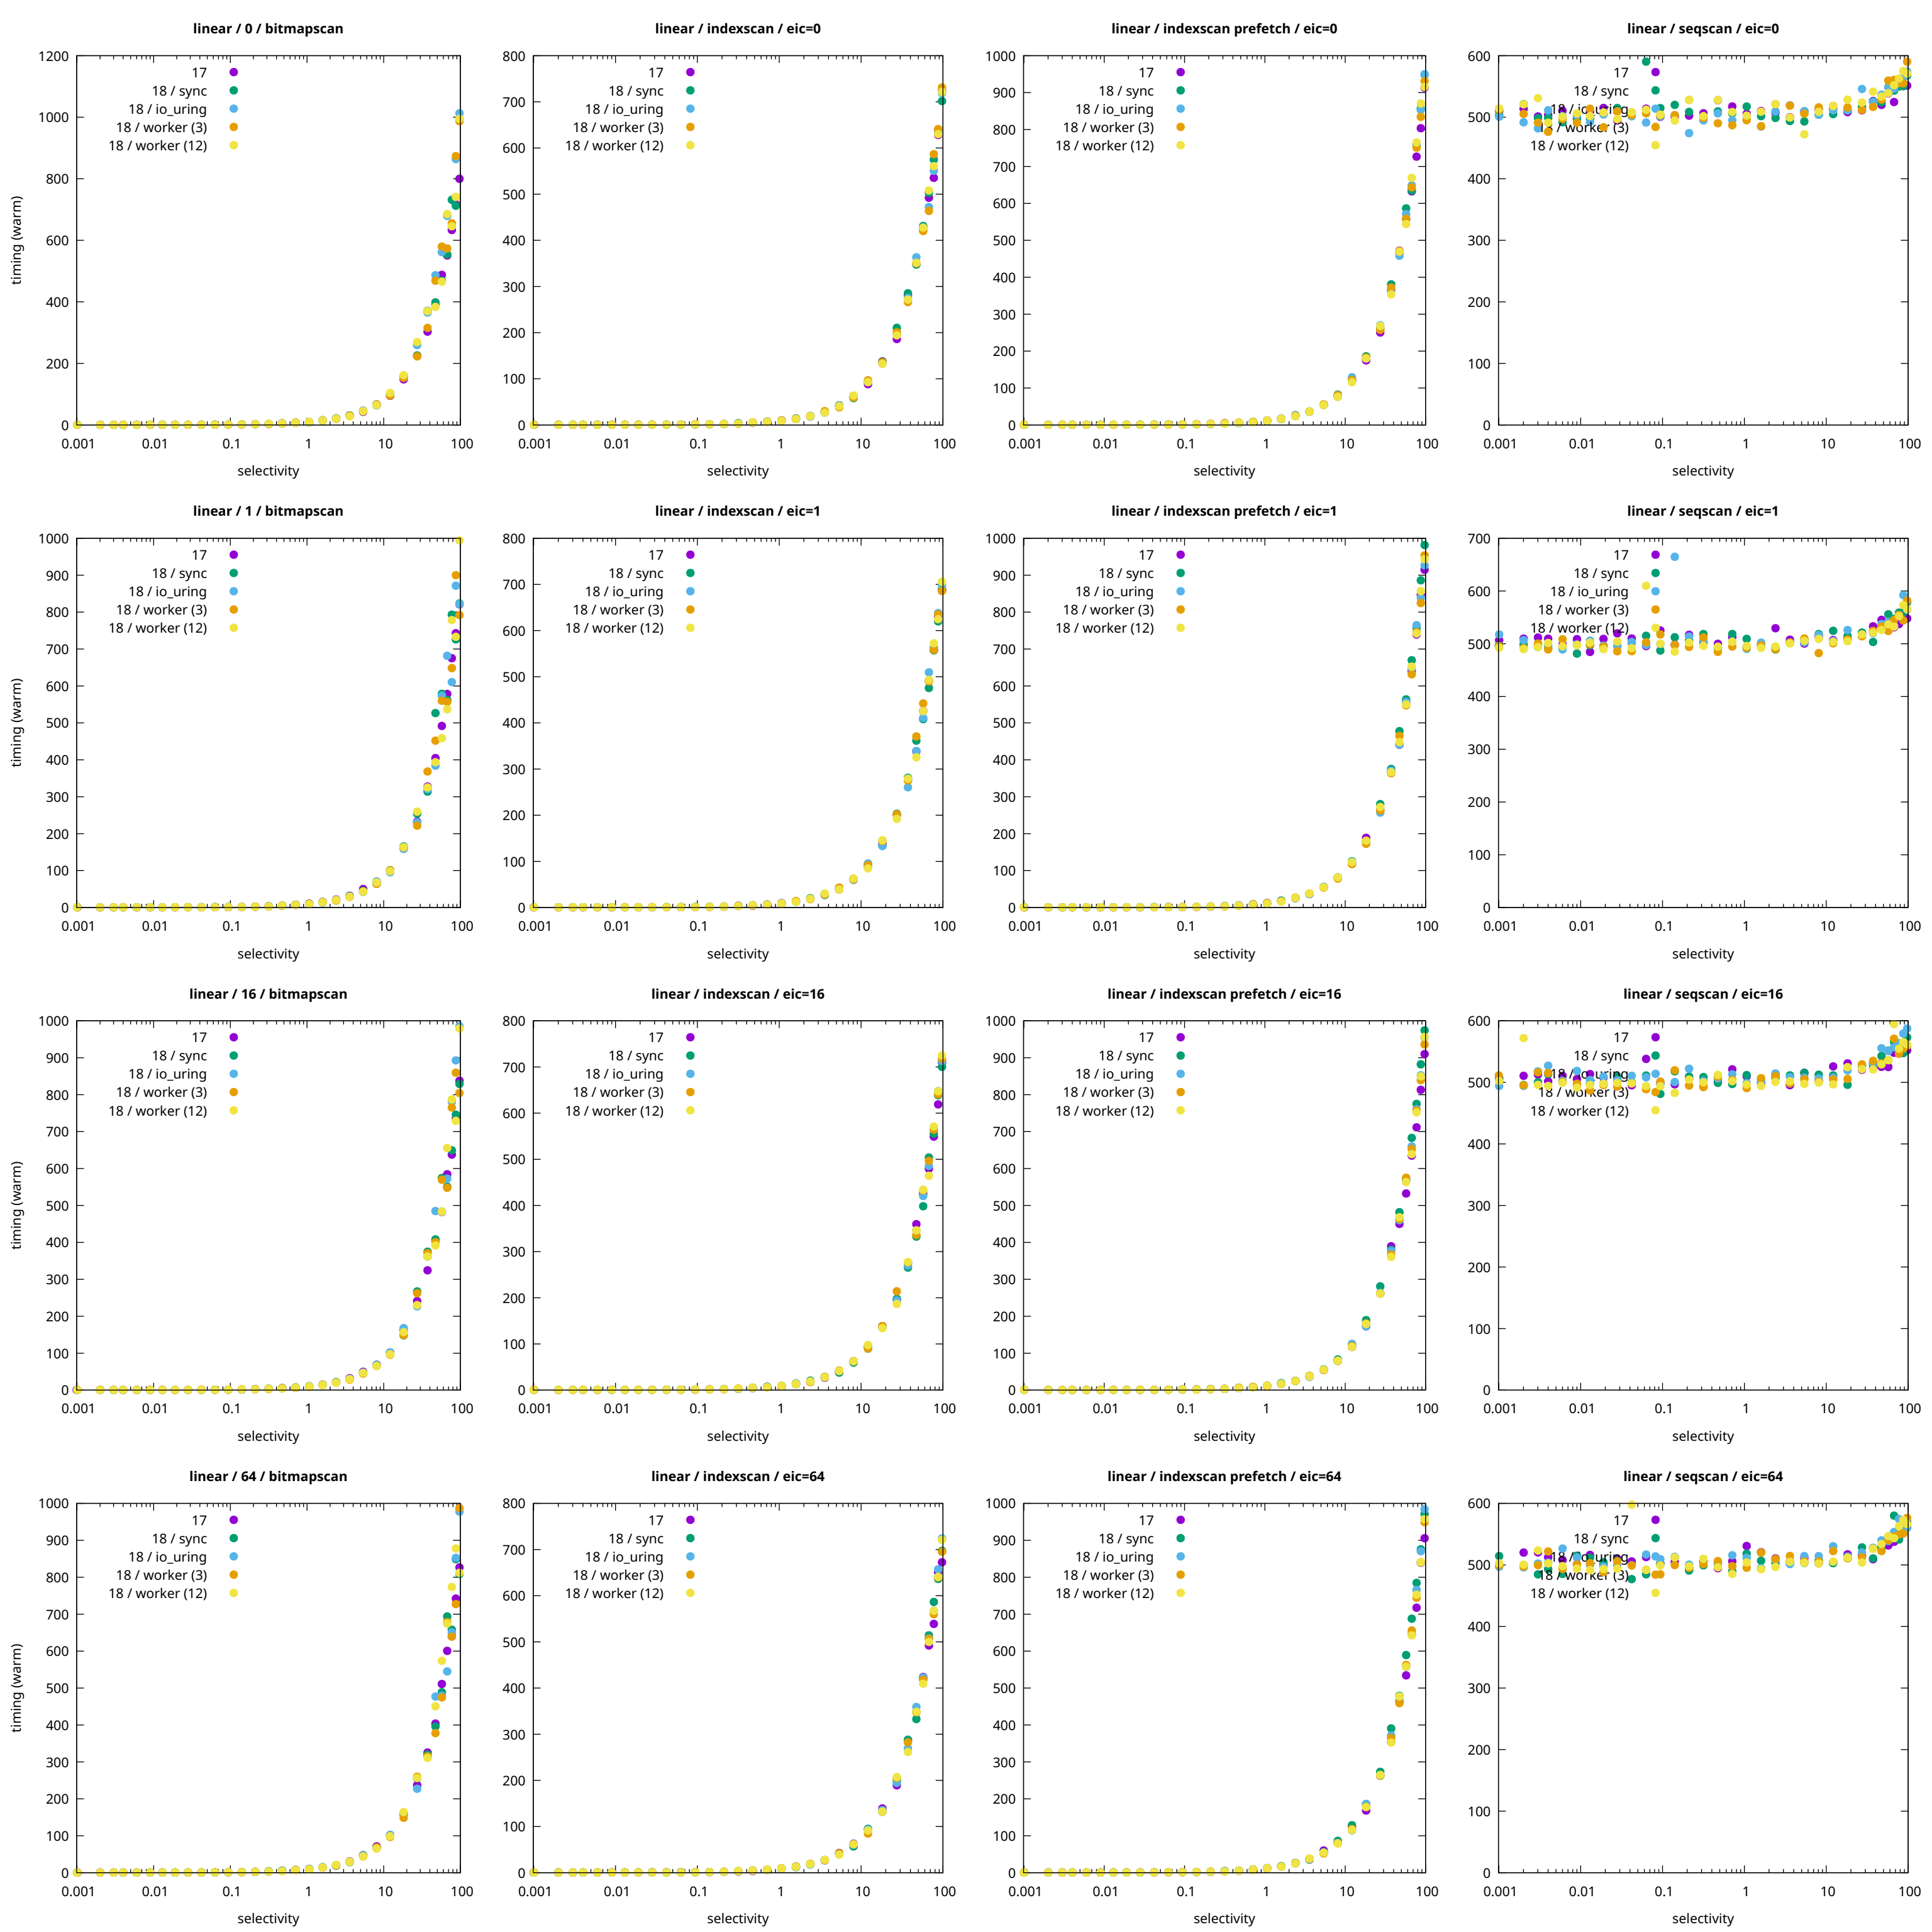 linear / 0 / bitmapscan
timing (warm)
1200
1000
800
600
400
200
0
17
18 / sync
18 / io_uring
18 / worker (3)
18 / worker (12)
0.001 0.01 0.1 1 10 100
selectivity
linear / indexscan / eic=0
800
700
600
500
400
300
200
100
0
17
18 / sync
18 / io_uring
18 / worker (3)
18 / worker (12)
0.001 0.01 0.1 1 10 100
selectivity
linear / indexscan prefetch / eic=0
1000
900
800
700
600
500
400
300
200
100
0
17
18 / sync
18 / io_uring
18 / worker (3)
18 / worker (12)
0.001 0.01 0.1 1 10 100
selectivity
linear / seqscan / eic=0
600
500
400
300
200
100
0
17
18 / sync
18 / io_uring
18 / worker (3)
18 / worker (12)
0.001 0.01 0.1 1 10 100
selectivity
linear / 1 / bitmapscan
timing (warm)
1000
900
800
700
600
500
400
300
200
100
0
17
18 / sync
18 / io_uring
18 / worker (3)
18 / worker (12)
0.001 0.01 0.1 1 10 100
selectivity
linear / indexscan / eic=1
800
700
600
500
400
300
200
100
0
17
18 / sync
18 / io_uring
18 / worker (3)
18 / worker (12)
0.001 0.01 0.1 1 10 100
selectivity
linear / indexscan prefetch / eic=1
1000
900
800
700
600
500
400
300
200
100
0
17
18 / sync
18 / io_uring
18 / worker (3)
18 / worker (12)
0.001 0.01 0.1 1 10 100
selectivity
linear / seqscan / eic=1
700
600
500
400
300
200
100
0
17
18 / sync
18 / io_uring
18 / worker (3)
18 / worker (12)
0.001 0.01 0.1 1 10 100
selectivity
linear / 16 / bitmapscan
timing (warm)
1000
900
800
700
600
500
400
300
200
100
0
17
18 / sync
18 / io_uring
18 / worker (3)
18 / worker (12)
0.001 0.01 0.1 1 10 100
selectivity
linear / indexscan / eic=16
800
700
600
500
400
300
200
100
0
17
18 / sync
18 / io_uring
18 / worker (3)
18 / worker (12)
0.001 0.01 0.1 1 10 100
selectivity
linear / indexscan prefetch / eic=16
1000
900
800
700
600
500
400
300
200
100
0
17
18 / sync
18 / io_uring
18 / worker (3)
18 / worker (12)
0.001 0.01 0.1 1 10 100
selectivity
linear / seqscan / eic=16
600
500
400
300
200
100
0
17
18 / sync
18 / io_uring
18 / worker (3)
18 / worker (12)
0.001 0.01 0.1 1 10 100
selectivity
linear / 64 / bitmapscan
timing (warm)
1000
900
800
700
600
500
400
300
200
100
0
17
18 / sync
18 / io_uring
18 / worker (3)
18 / worker (12)
0.001 0.01 0.1 1 10 100
selectivity
linear / indexscan / eic=64
800
700
600
500
400
300
200
100
0
17
18 / sync
18 / io_uring
18 / worker (3)
18 / worker (12)
0.001 0.01 0.1 1 10 100
selectivity
linear / indexscan prefetch / eic=64
1000
900
800
700
600
500
400
300
200
100
0
17
18 / sync
18 / io_uring
18 / worker (3)
18 / worker (12)
0.001 0.01 0.1 1 10 100
selectivity
linear / seqscan / eic=64
600
500
400
300
200
100
0
17
18 / sync
18 / io_uring
18 / worker (3)
18 / worker (12)
0.001 0.01 0.1 1 10 100
selectivity